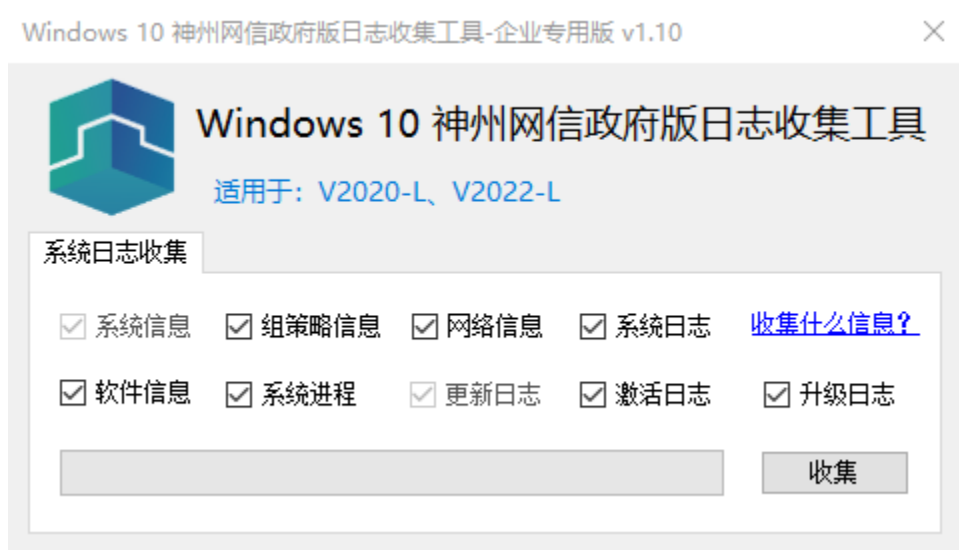 Windows 10 神州网信政府版日志收集工具-企业专用版 v1.10
Windows 10 神州网信政府版日志收集工具
适用于：V2020-L、V2022-L
系统日志收集
系统信息 组策略信息 网络信息 系统日志 收集什么信息？
软件信息 系统进程 更新日志 激活日志 升级日志
收集